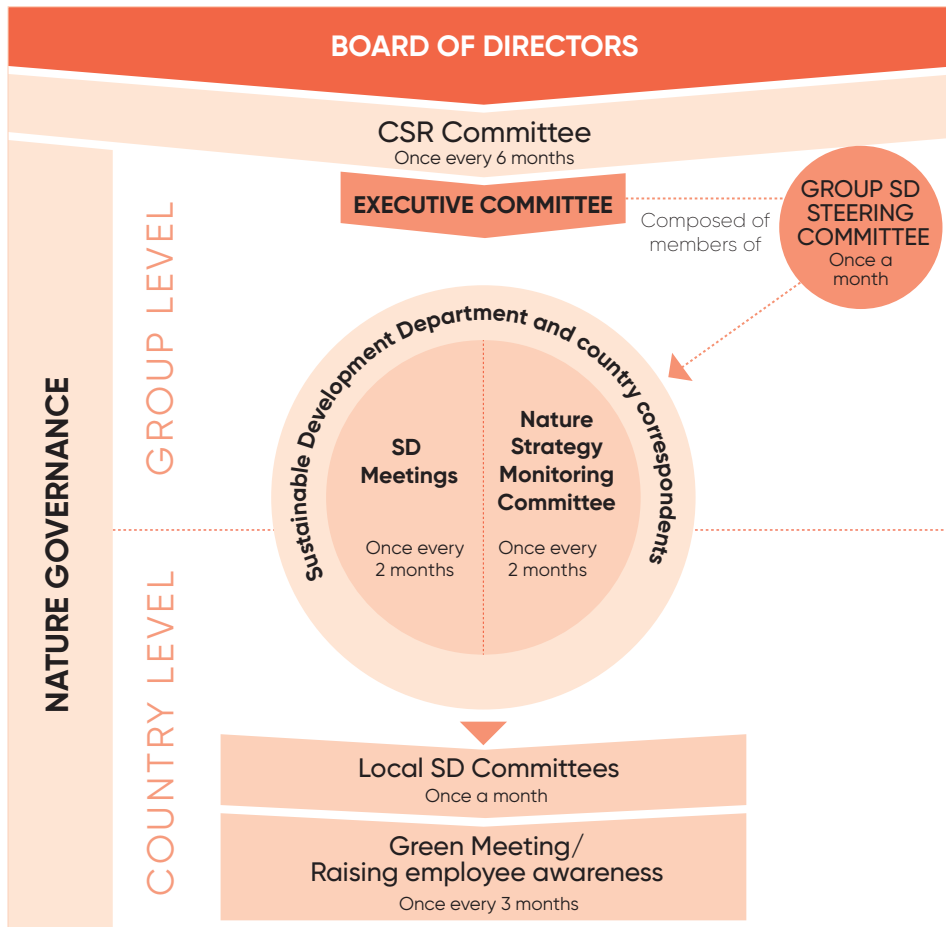 BOARD OF DIRECTORS
CSR Committee
Once every 6 months
EXECUTIVE COMMITTEE
Composed of
members of
GROUP SD
STEERING
COMMITTEE
Once a
month
NATURE GOVERNANCE
GROUP LEVEL
Sustainable Development Department and country correspondents
SD
Meetings
Once every
2 months
Nature
Strategy
Monitoring
Committee
Once every
2 months
COUNTRY LEVEL
Local SD Committees
Once a month
Green Meeting/
Raising employee awareness
Once every 3 months